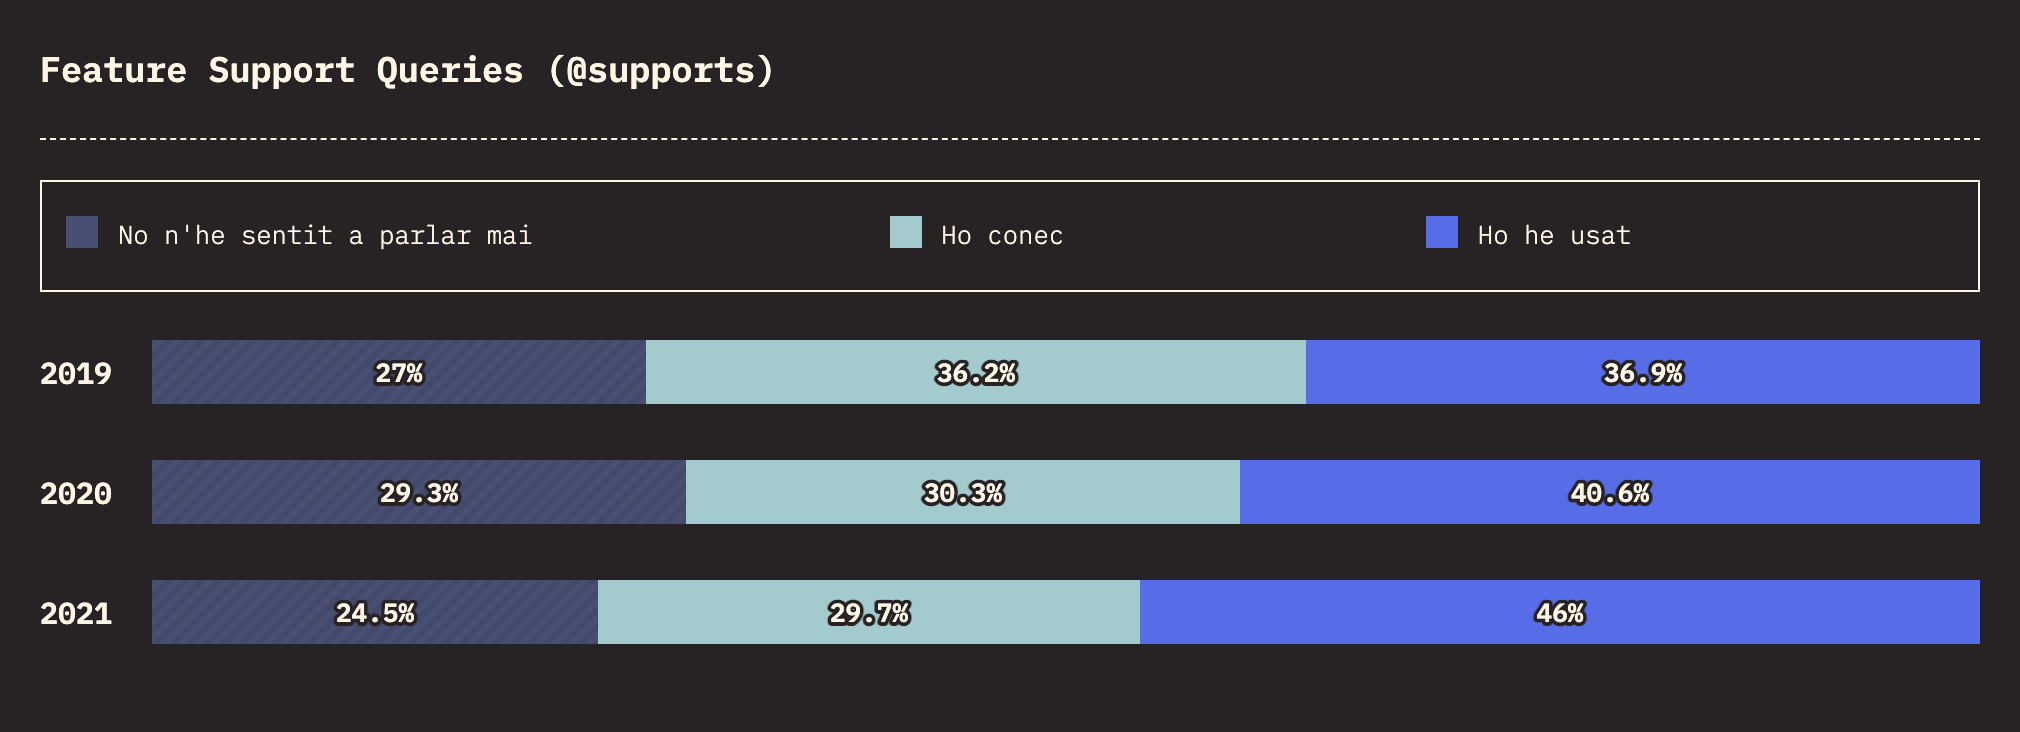 Feature Support Queries (@supports)
No n'he sentit a parlar mai Ho conec Ho he usat
2019 27% 36.2% 36.9%
2020 29.3% 30.3% 40.6%
2021 24.5% 29.7% 46%